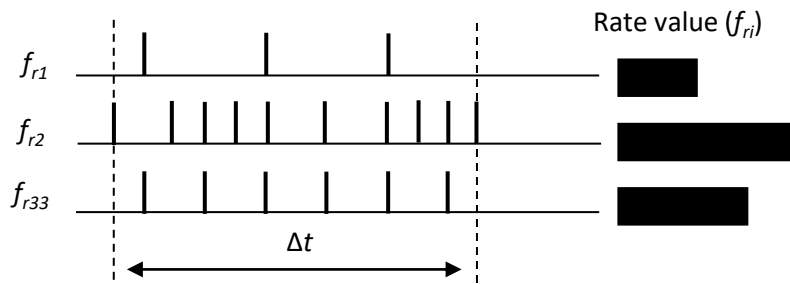 Rate value (fri)
fr1
fr2
fr33
Δt